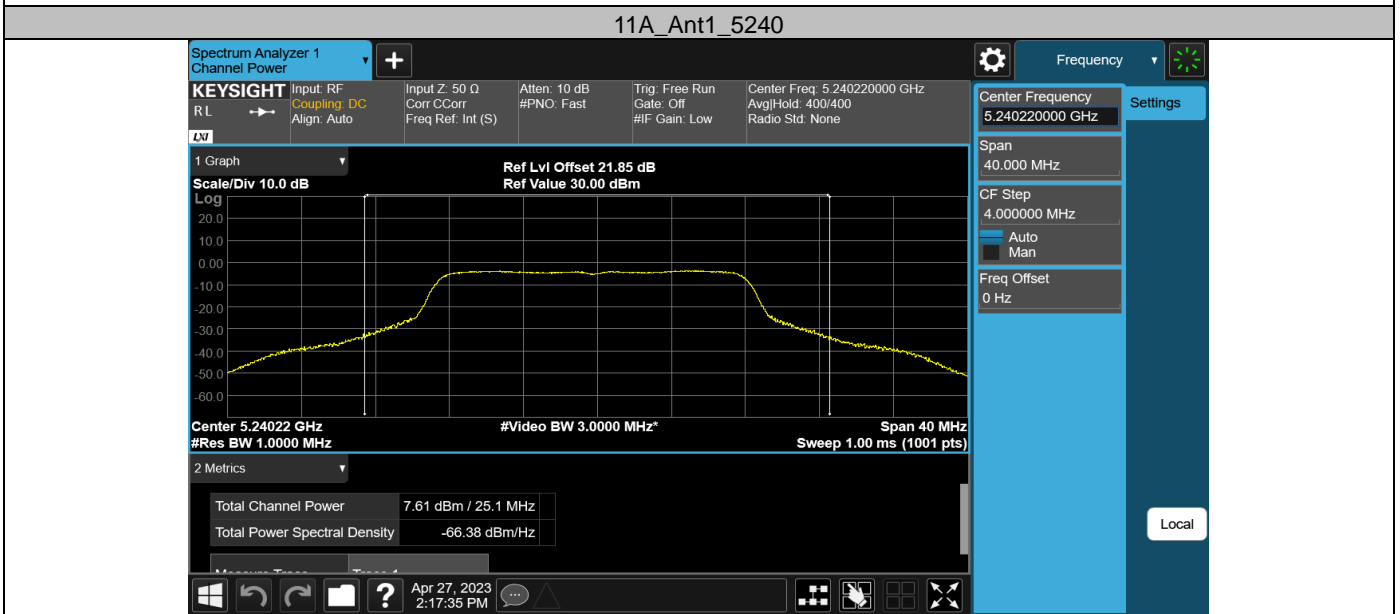 11A_Ant1_5240
Spectrum Analyzer 1
Channel Power
Frequency
KEYSIGHT
RL
LXI
Input: RF
Coupling: DC
Align: Auto
Input Z: 50 Ω
Corr CCorr
Freq Ref: Int (S)
Atten: 10 dB
#PNO: Fast
Trig: Free Run
Gate: Off
#IF Gain: Low
Center Freq: 5.240220000 GHz
Avg|Hold: 400/400
Radio Std: None
Center Frequency
5.240220000 GHz
Settings
Span
40.000 MHz
CF Step
4.000000 MHz
Auto
Man
Freq Offset
0 Hz
1 Graph
Ref Lvl Offset 21.85 dB
Scale/Div 10.0 dB
Ref Value 30.00 dBm
Log
20.0
10.0
0.00
-10.0
-20.0
-30.0
-40.0
-50.0
-60.0
Center 5.24022 GHz
#Video BW 3.0000 MHz*
Span 40 MHz
#Res BW 1.0000 MHz
Sweep 1.00 ms (1001 pts)
2 Metrics
Total Channel Power 7.61 dBm / 25.1 MHz
Total Power Spectral Density -66.38 dBm/Hz
Local
?
Apr 27, 2023
2:17:35 PM